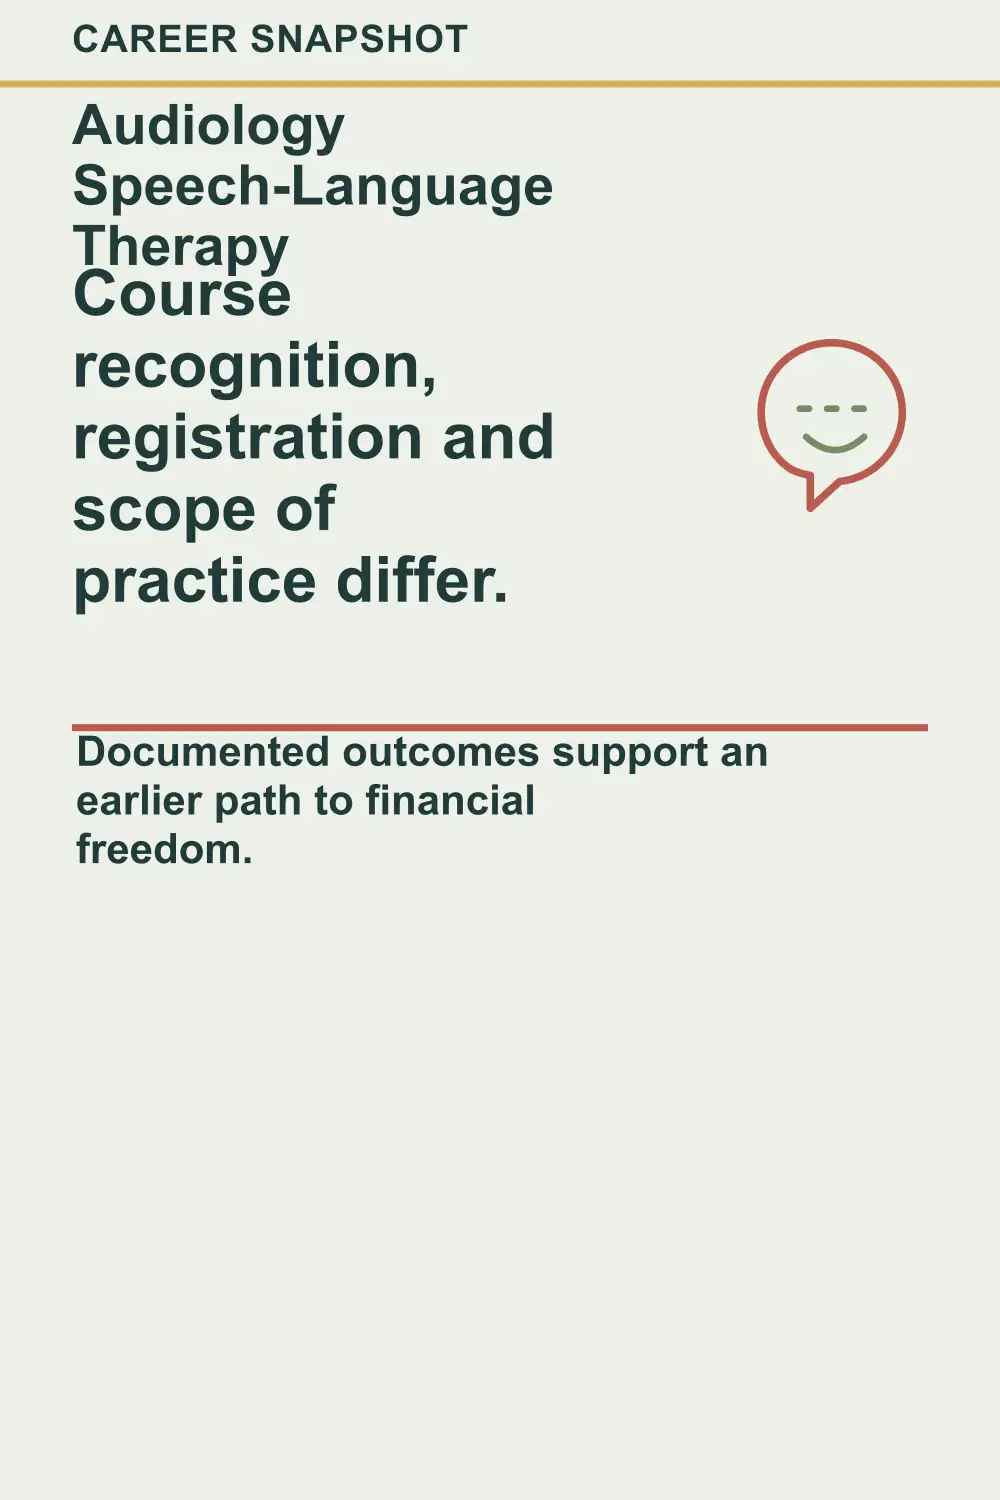 CAREER SNAPSHOT
Audiology
Speech-Language
Therapy
Course
recognition,
registration and
scope of
practice differ.
Documented outcomes support an
earlier path to financial
freedom.